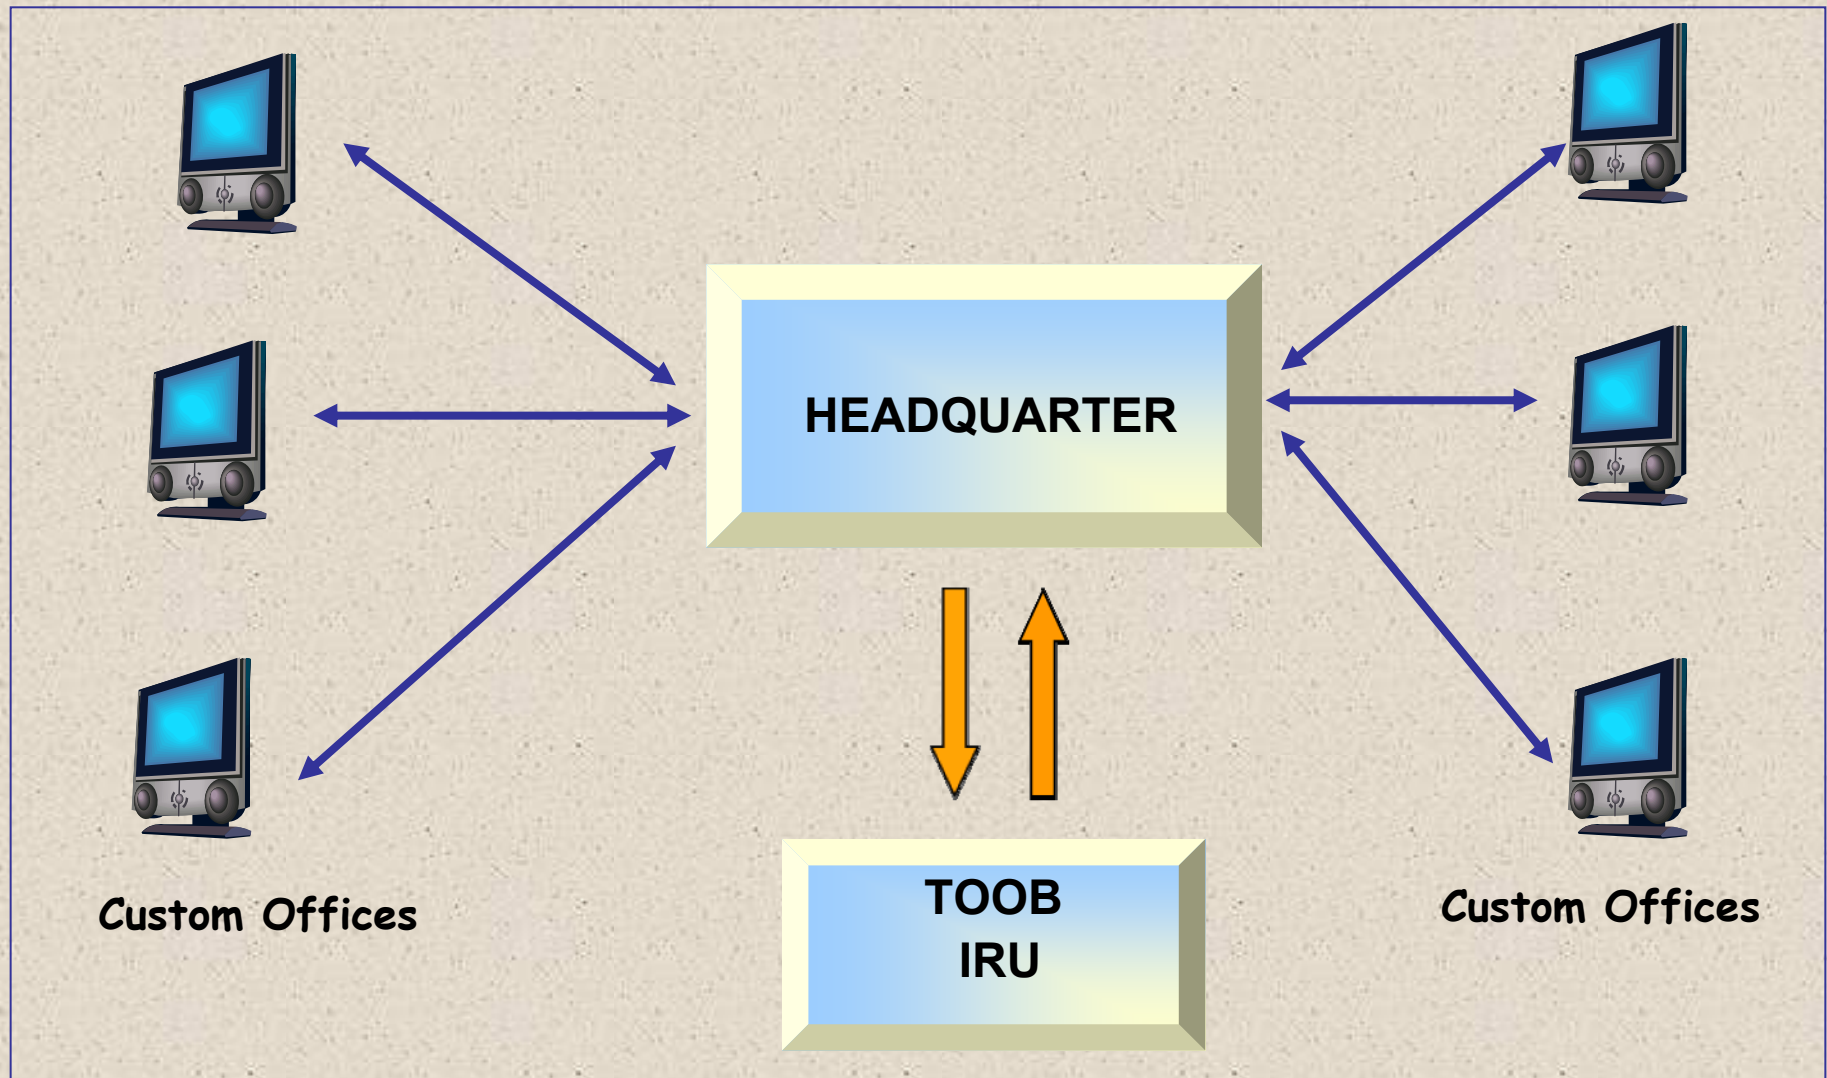 HEADQUARTER
TOOB
IRU
Custom Offices
Custom Offices